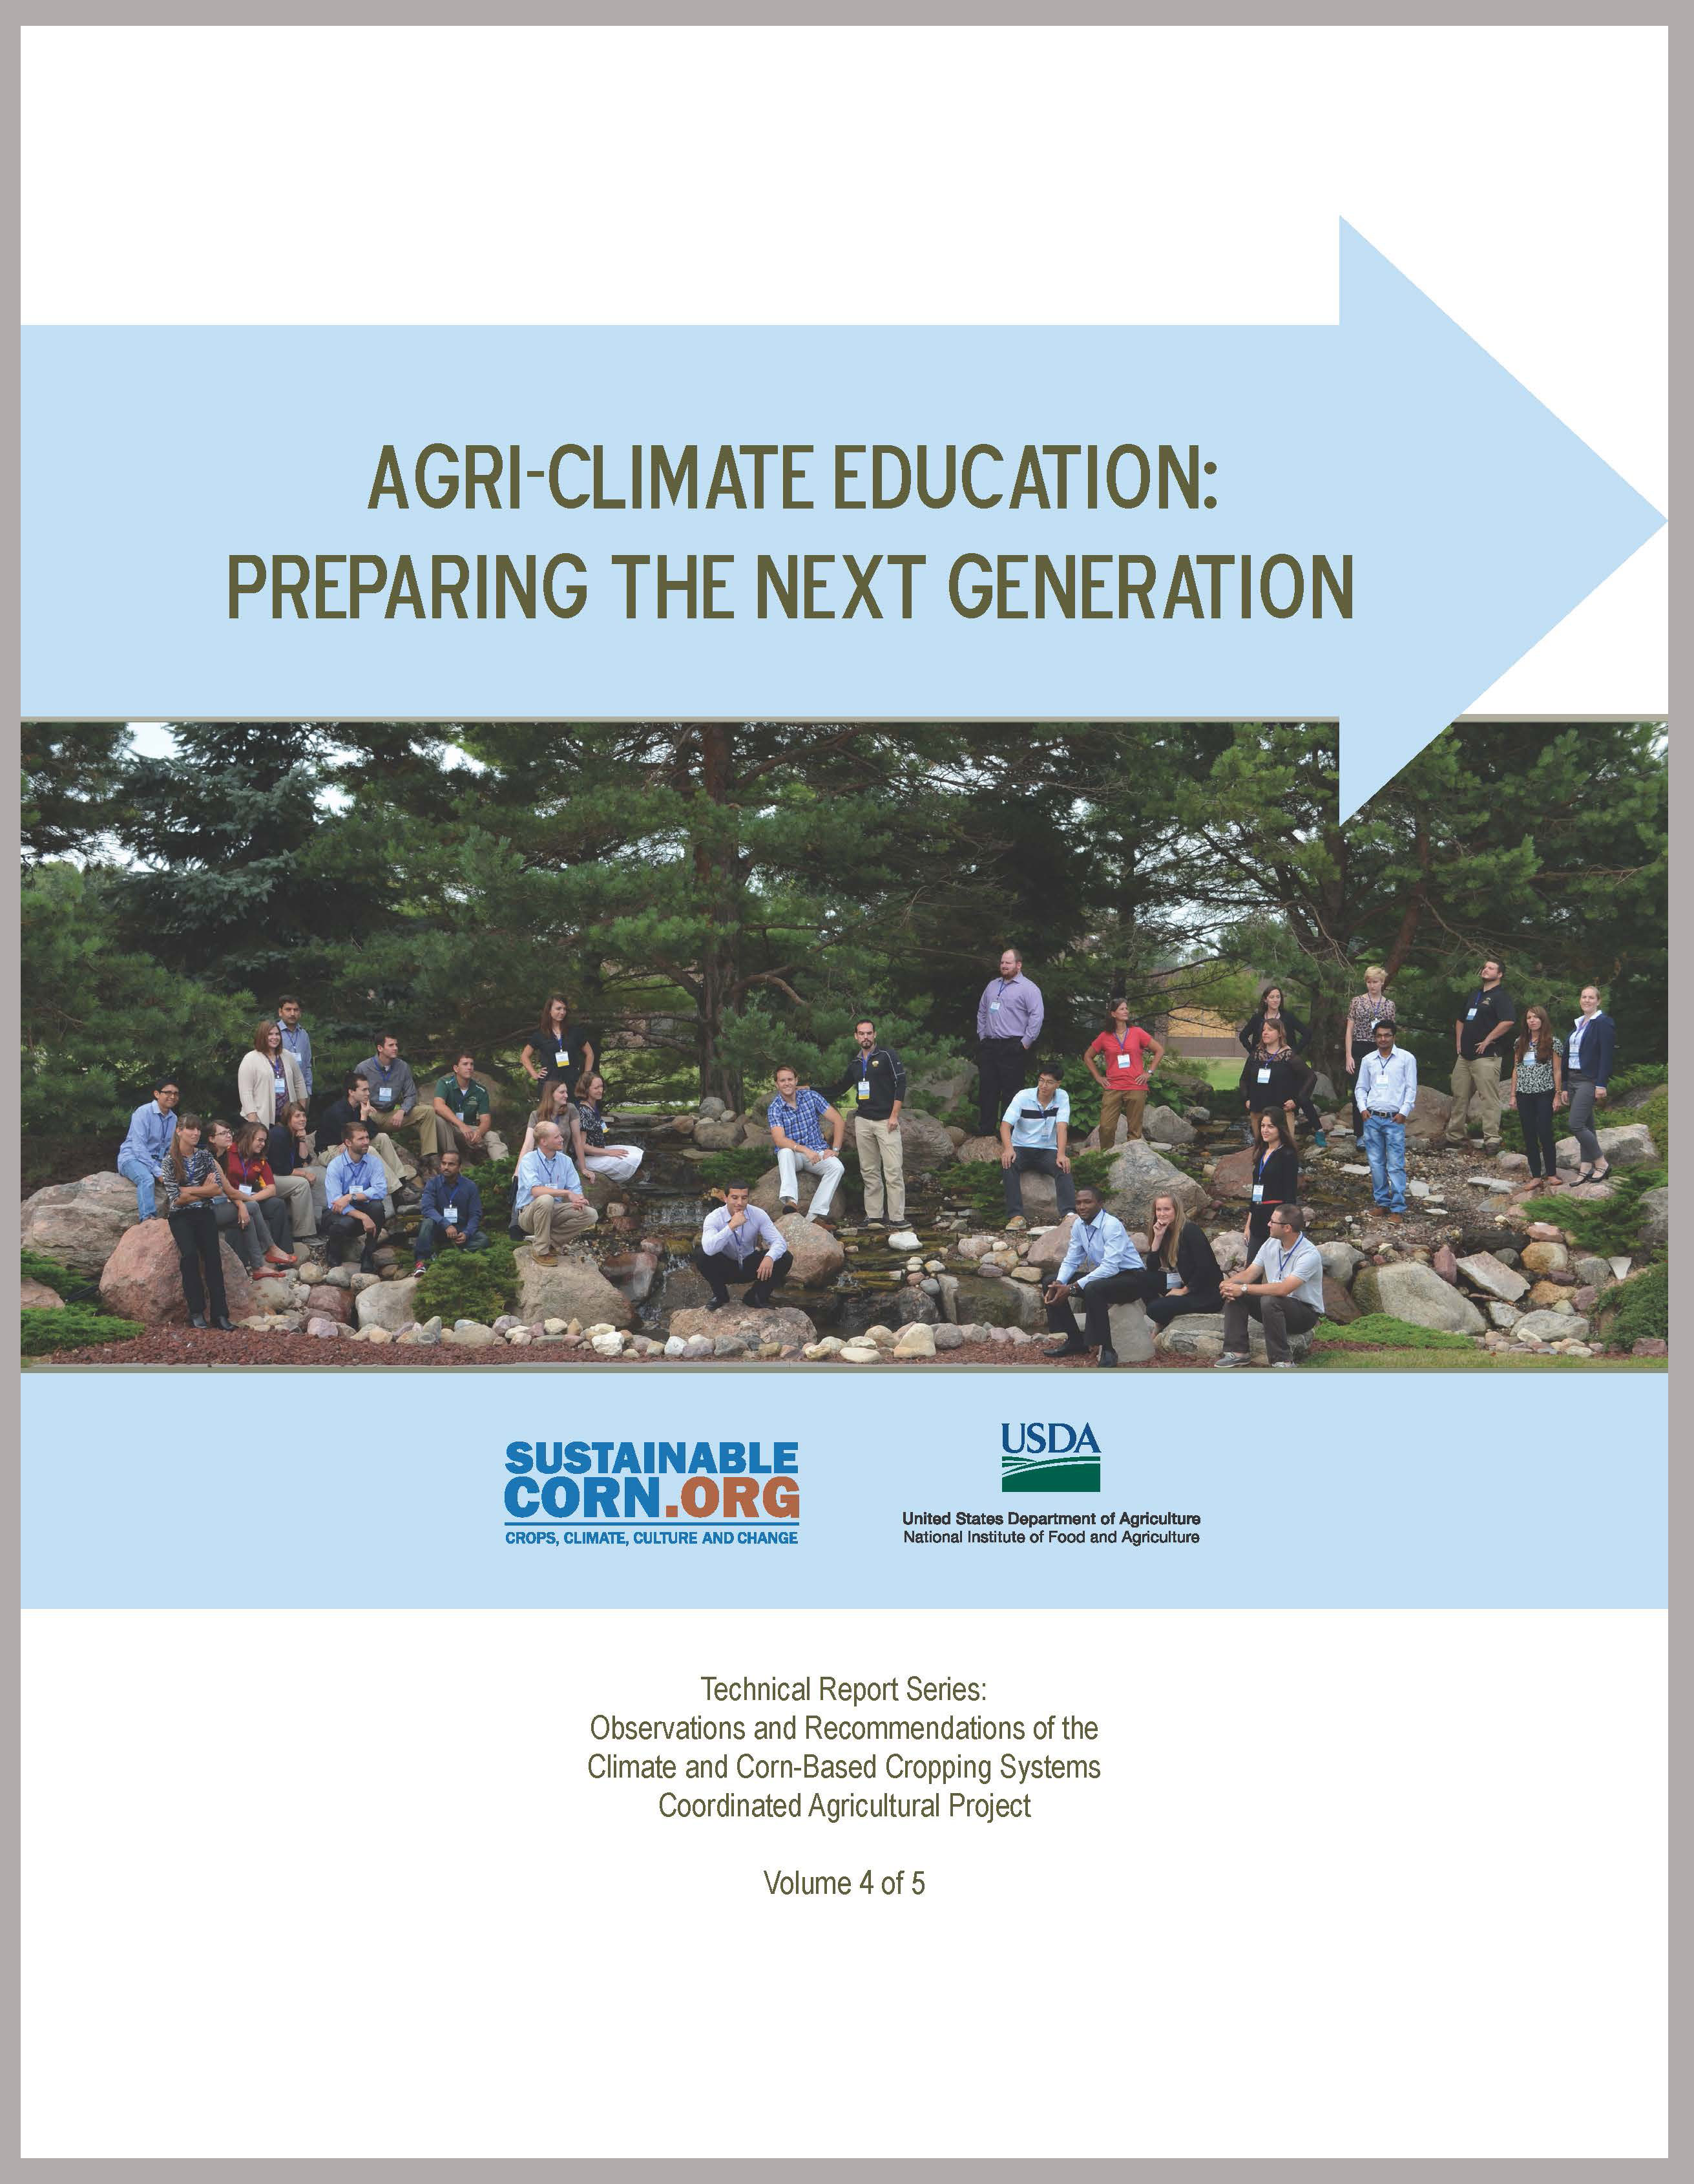 AGRI-CLIMATE EDUCATION:
PREPARING THE NEXT GENERATION
SUSTAINABLE
CORN.ORG
CROPS, CLIMATE, CULTURE AND CHANGE
USDA
United States Department of Agriculture
National Institute of Food and Agriculture
Technical Report Series:
Observations and Recommendations of the
Climate and Corn-Based Cropping Systems
Coordinated Agricultural Project
Volume 4 of 5